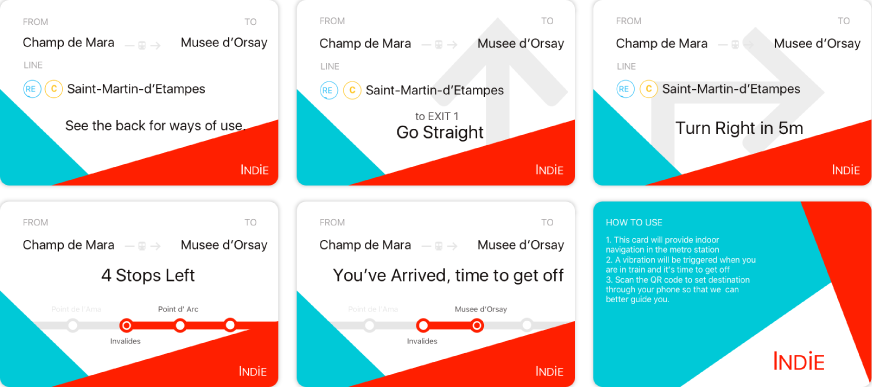 FROM
TO
Champ de Mara
Musee d’Orsay
LINE
RE C Saint-Martin-d’Etampes
See the back for ways of use.
INDiE
FROM
TO
Champ de Mara
Musee d’Orsay
LINE
RE C Saint-Martin-d’Etampes
to EXIT 1
Go Straight
INDiE
FROM
TO
Champ de Mara
Musee d’Orsay
LINE
RE C Saint-Martin-d’Etampes
Turn Right in 5m
INDiE
FROM
TO
Champ de Mara
Musee d’Orsay
4 Stops Left
Point de l'Ama
Point d’ Arc
Invalides
INDiE
FROM
TO
Champ de Mara
Musee d’Orsay
You’ve Arrived, time to get off
Point de l'Ama
Musee d’Orsay
Invalides
INDiE
HOW TO USE
1. This card will provide indoor
navigation in the metro station
2. A vibration will be triggered when you
are in train and it's time to get off
3. Scan the QR code to set destination
through your phone so that we can
better guide you.
INDiE